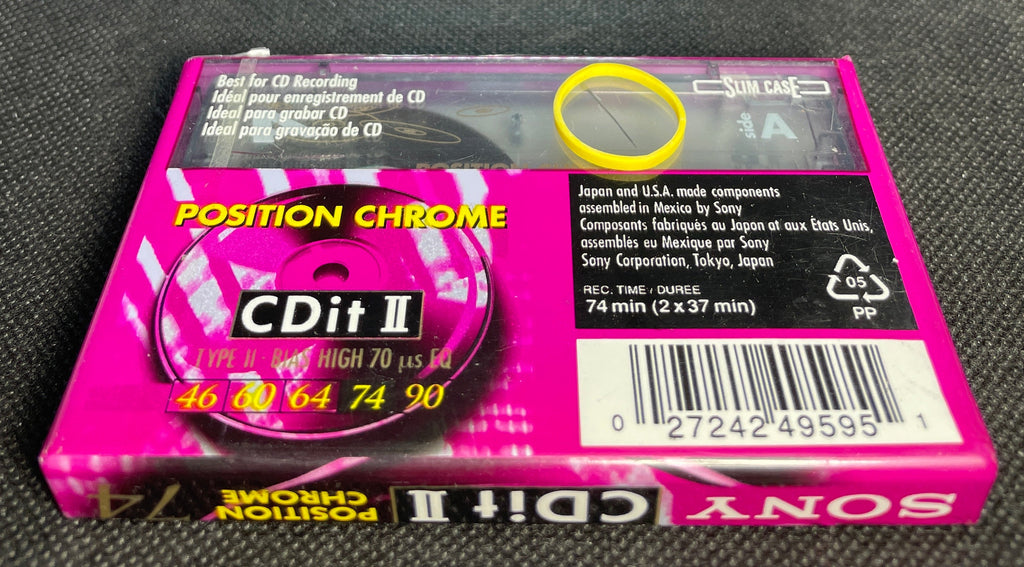 Best for CD Recording
Idéal pour enregistrement de CD
Ideal para grabar CD
Ideal para gravação de CD
SLIM CASE
side A
POSITION
POSITION CHROME
CDit II
TYPE II · BIAS HIGH 70 µs EQ
46 60 64 74 90
Japan and U.S.A. made components
assembled in Mexico by Sony
Composants fabriqués au Japon at aux États Unis,
assemblés eu Mexique par Sony
Sony Corporation, Tokyo, Japan
REC. TIME / DUREE
74 min (2 x 37 min)
05
PP
0 27242 49595 1
SONY
CDit II
POSITION
CHROME
74